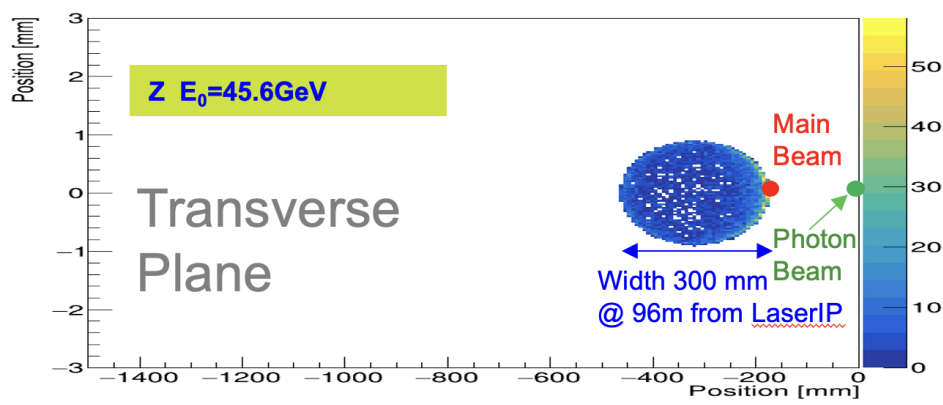 Position [mm]
3
2
1
0
−1
−2
−3
Z E0=45.6GeV
Transverse
Plane
Main
Beam
Photon
Beam
Width 300 mm
@ 96m from LaserIP
50
40
30
20
10
0
−1400 −1200 −1000 −800 −600 −400 −200 0
Position [mm]